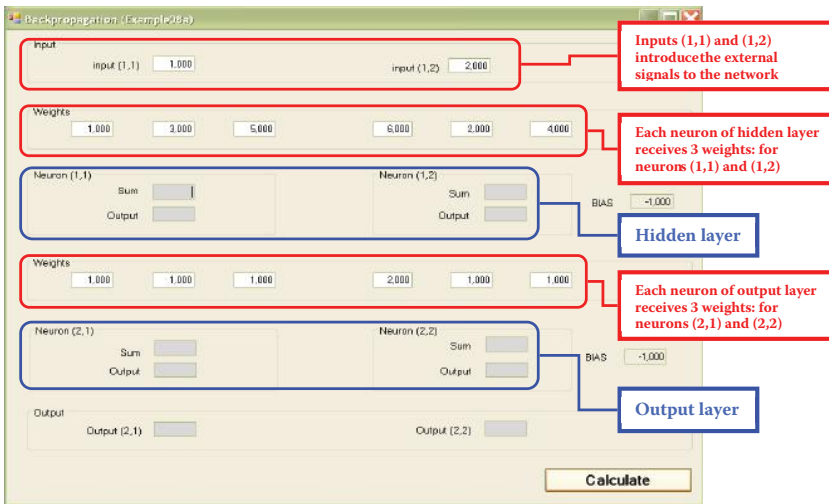 Backpropagation (Example08a)
Input
input (1,1) 1,000 input (1,2) 2,000
Inputs (1,1) and (1,2)
introduce the external
signals to the network
Weights
1,000 3,000 5,000 6,000 2,000 4,000
Each neuron of hidden layer
receives 3 weights: for
neurons (1,1) and (1,2)
Neuron (1,1) Neuron (1,2)
Sum Sum
BIAS -1,000
Output Output
Hidden layer
Weights
1,000 1,000 1,000 2,000 1,000 1,000
Each neuron of output layer
receives 3 weights: for
neurons (2,1) and (2,2)
Neuron (2,1) Neuron (2,2)
Sum Sum
BIAS -1,000
Output Output
Output layer
Output
Output (2,1) Output (2,2)
Calculate